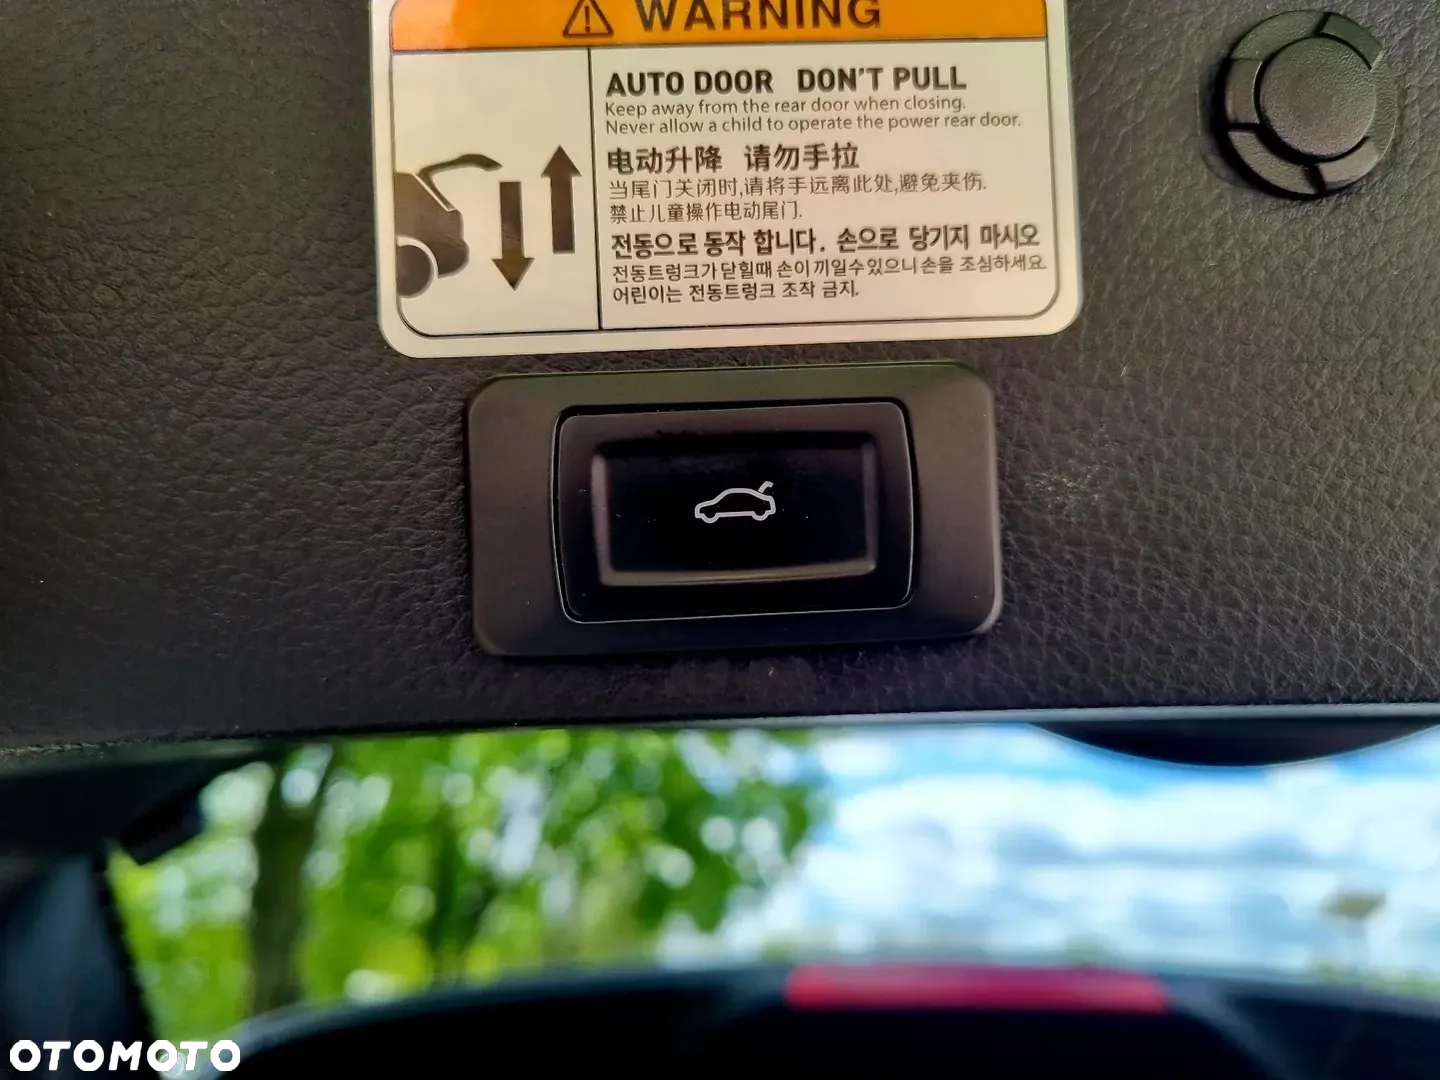 WARNING
AUTO DOOR DON'T PULL
Keep away from the rear door when closing.
Never allow a child to operate the power rear door.
电动升降 请勿手拉
当尾门关闭时,请将手远离此处,避免夹伤.
禁止儿童操作电动尾门.
전동으로 동작 합니다. 손으로 당기지 마시오
전동트렁크가 닫힐때 손이 끼일수있으니 손을 조심하세요.
어린이는 전동트렁크 조작 금지.
OTOMOTO